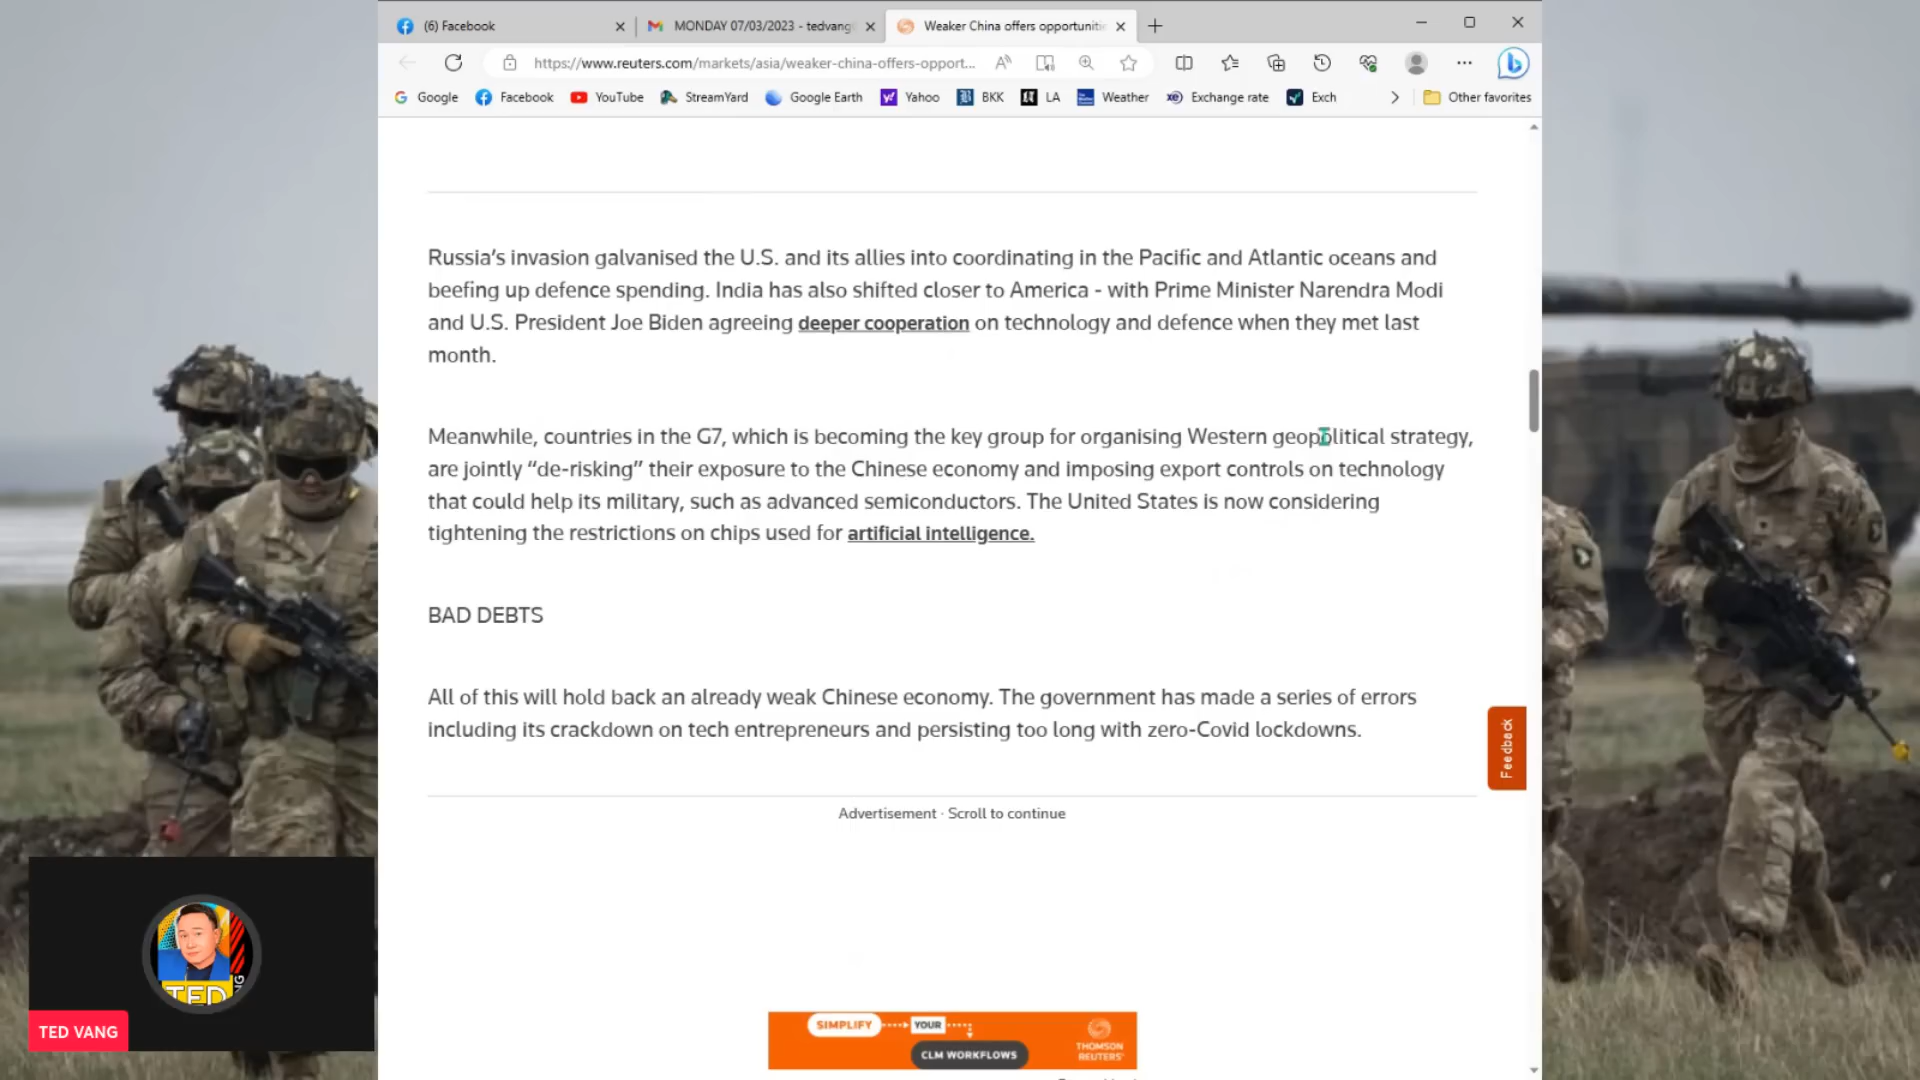 (6) Facebook
MONDAY 07/03/2023 - tedvang
Weaker China offers opportuniti
https://www.reuters.com/markets/asia/weaker-china-offers-opport...
Google
Facebook
YouTube
StreamYard
Google Earth
Yahoo
BKK
LA
Weather
Exchange rate
Exch
Other favorites
Russia’s invasion galvanised the U.S. and its allies into coordinating in the Pacific and Atlantic oceans and
beefing up defence spending. India has also shifted closer to America - with Prime Minister Narendra Modi
and U.S. President Joe Biden agreeing deeper cooperation on technology and defence when they met last
month.
Meanwhile, countries in the G7, which is becoming the key group for organising Western geopolitical strategy,
are jointly “de-risking” their exposure to the Chinese economy and imposing export controls on technology
that could help its military, such as advanced semiconductors. The United States is now considering
tightening the restrictions on chips used for artificial intelligence.
BAD DEBTS
All of this will hold back an already weak Chinese economy. The government has made a series of errors
including its crackdown on tech entrepreneurs and persisting too long with zero-Covid lockdowns.
Feedback
Advertisement · Scroll to continue
SIMPLIFY YOUR
CLM WORKFLOWS
THOMSON
REUTERS
TED
TED VANG